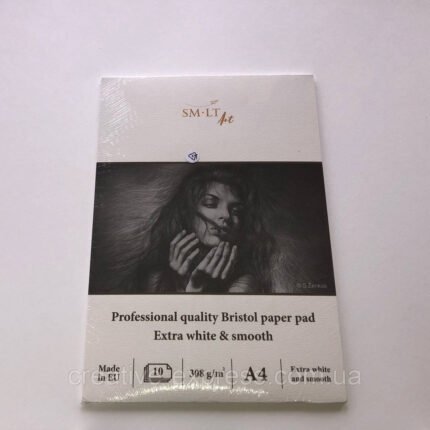 SM·LT
Art
Professional quality Bristol paper pad
Extra white & smooth
Made
in EU
10
308 g/m²
A4
Extra white
and smooth